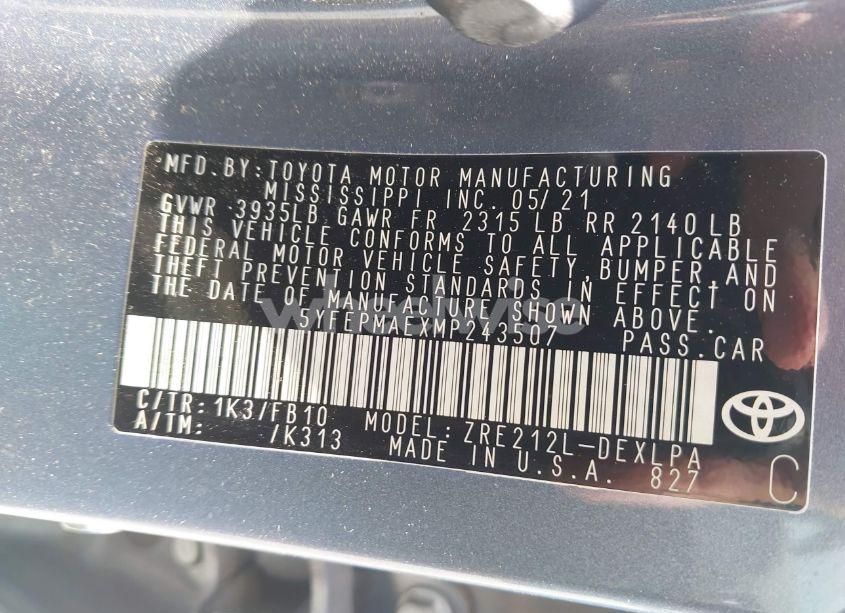 MFD. BY: TOYOTA MOTOR MANUFACTURING
MISSISSIPPI INC. 05/21
GVWR 3935LB GAWR FR 2315 LB RR 2140 LB
THIS VEHICLE CONFORMS TO ALL APPLICABLE
FEDERAL MOTOR VEHICLE SAFETY, BUMPER, AND
THEFT PREVENTION STANDARDS IN EFFECT ON
THE DATE OF MANUFACTURE SHOWN ABOVE.
5YFEPMAEXMP243507 PASS.CAR
C/TR: 1K3/FB10 MODEL: ZRE212L-DEXLPA
A/TM: /K313 MADE IN U.S.A. 827
C
wheelwise